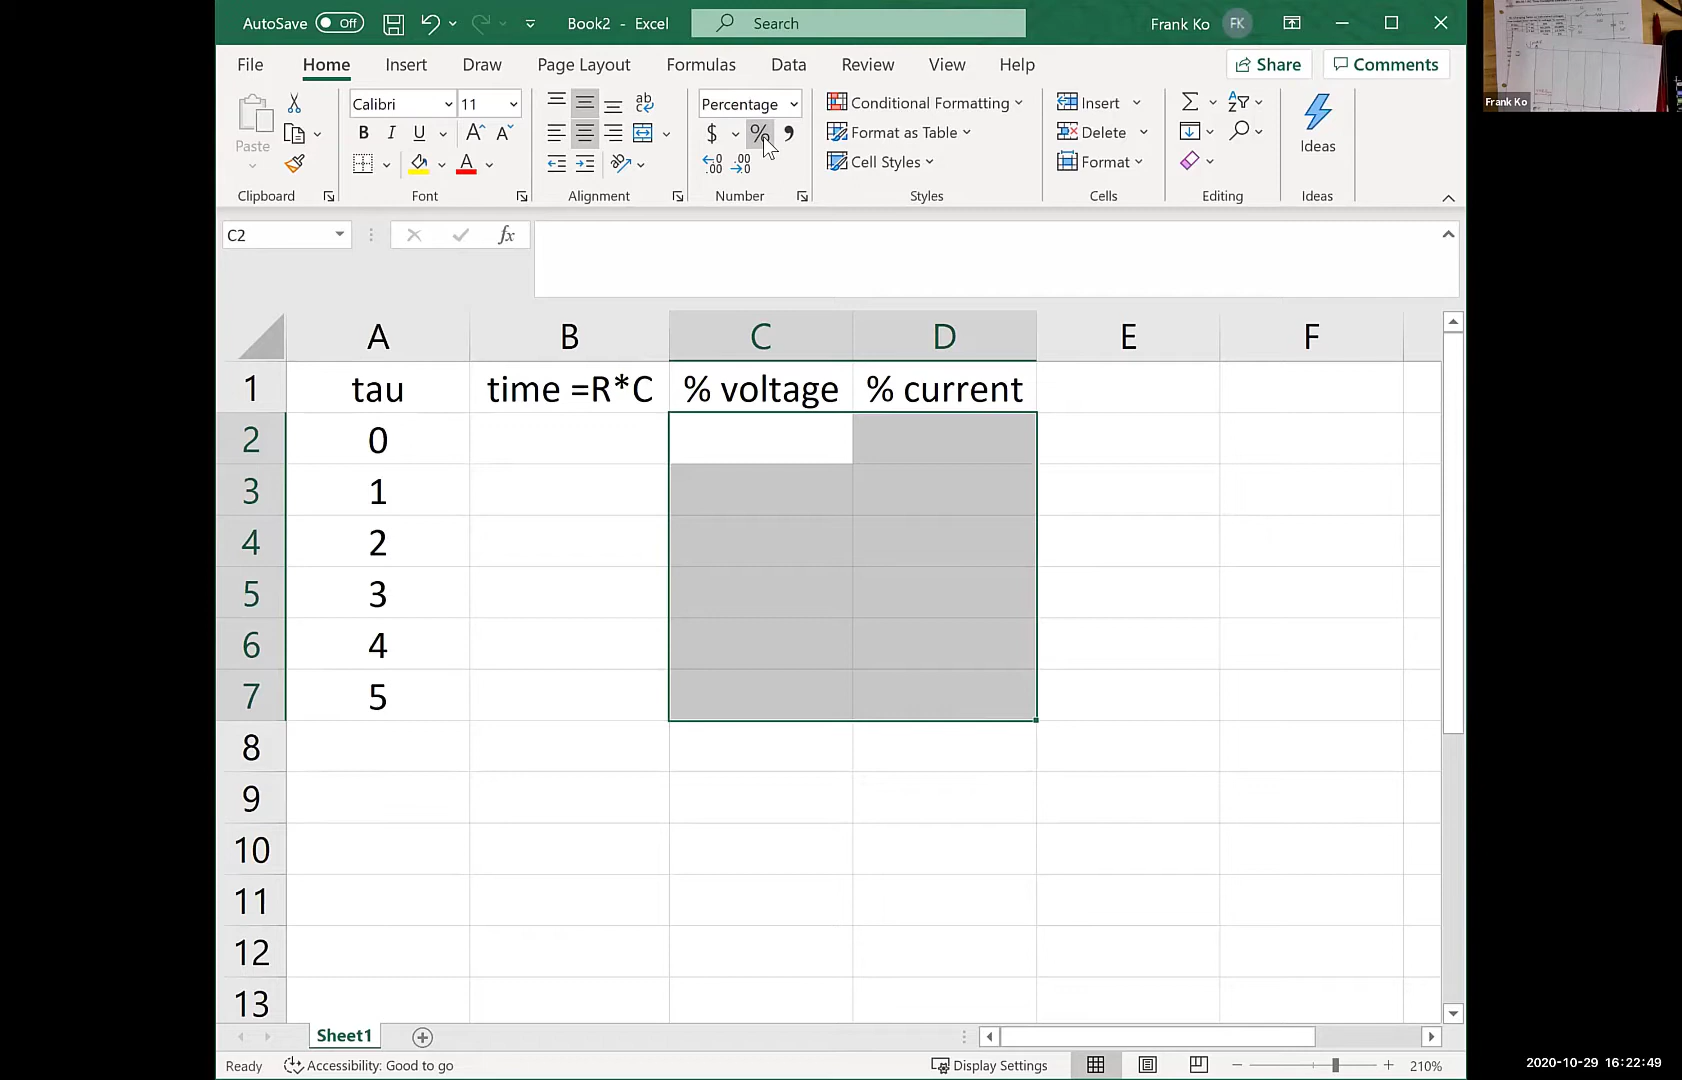 AutoSave Off Book2 - Excel Search Frank Ko FK
File Home Insert Draw Page Layout Formulas Data Review View Help Share Comments
Paste
Clipboard
Calibri 11
B I U A A
ab
Font
Alignment
Percentage
$ % ,
.00 .00
Number
Conditional Formatting
Format as Table
Cell Styles
Styles
Insert
Delete
Format
Cells
Editing
Ideas
Ideas
C2 fx
A B C D E F
1 tau time =R*C % voltage % current
2 0
3 1
4 2
5 3
6 4
7 5
8
9
10
11
12
13
Sheet1
Ready Accessibility: Good to go Display Settings 210%
Frank Ko
2020-10-29 16:22:49